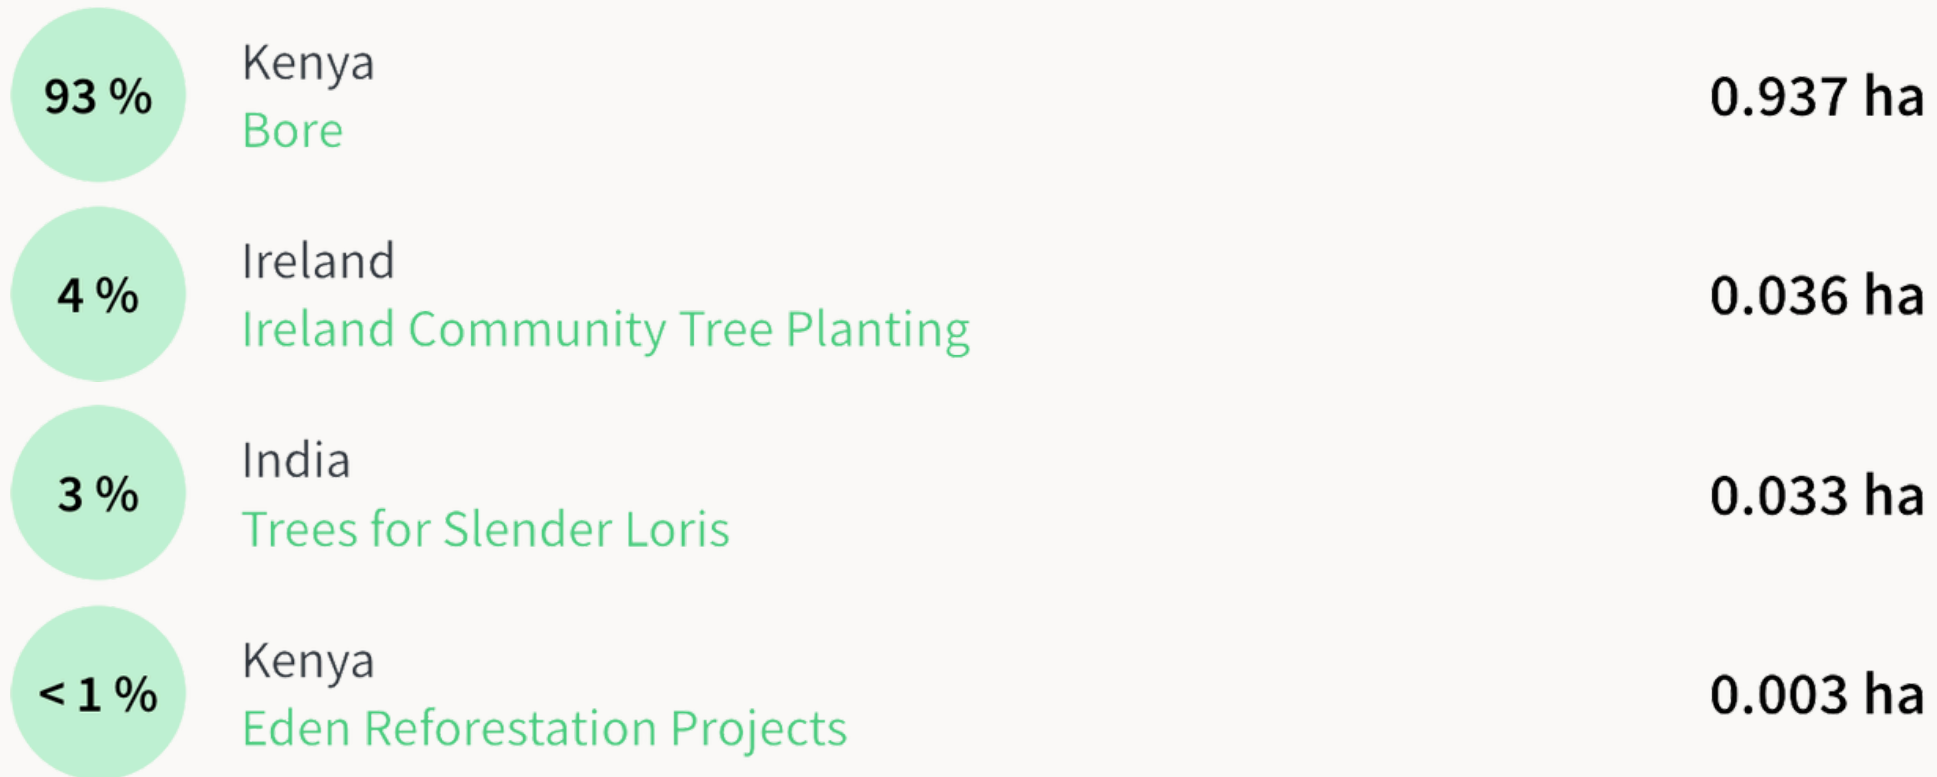 93 %
Kenya
Bore
0.937 ha
4 %
Ireland
Ireland Community Tree Planting
0.036 ha
3 %
India
Trees for Slender Loris
0.033 ha
< 1 %
Kenya
Eden Reforestation Projects
0.003 ha